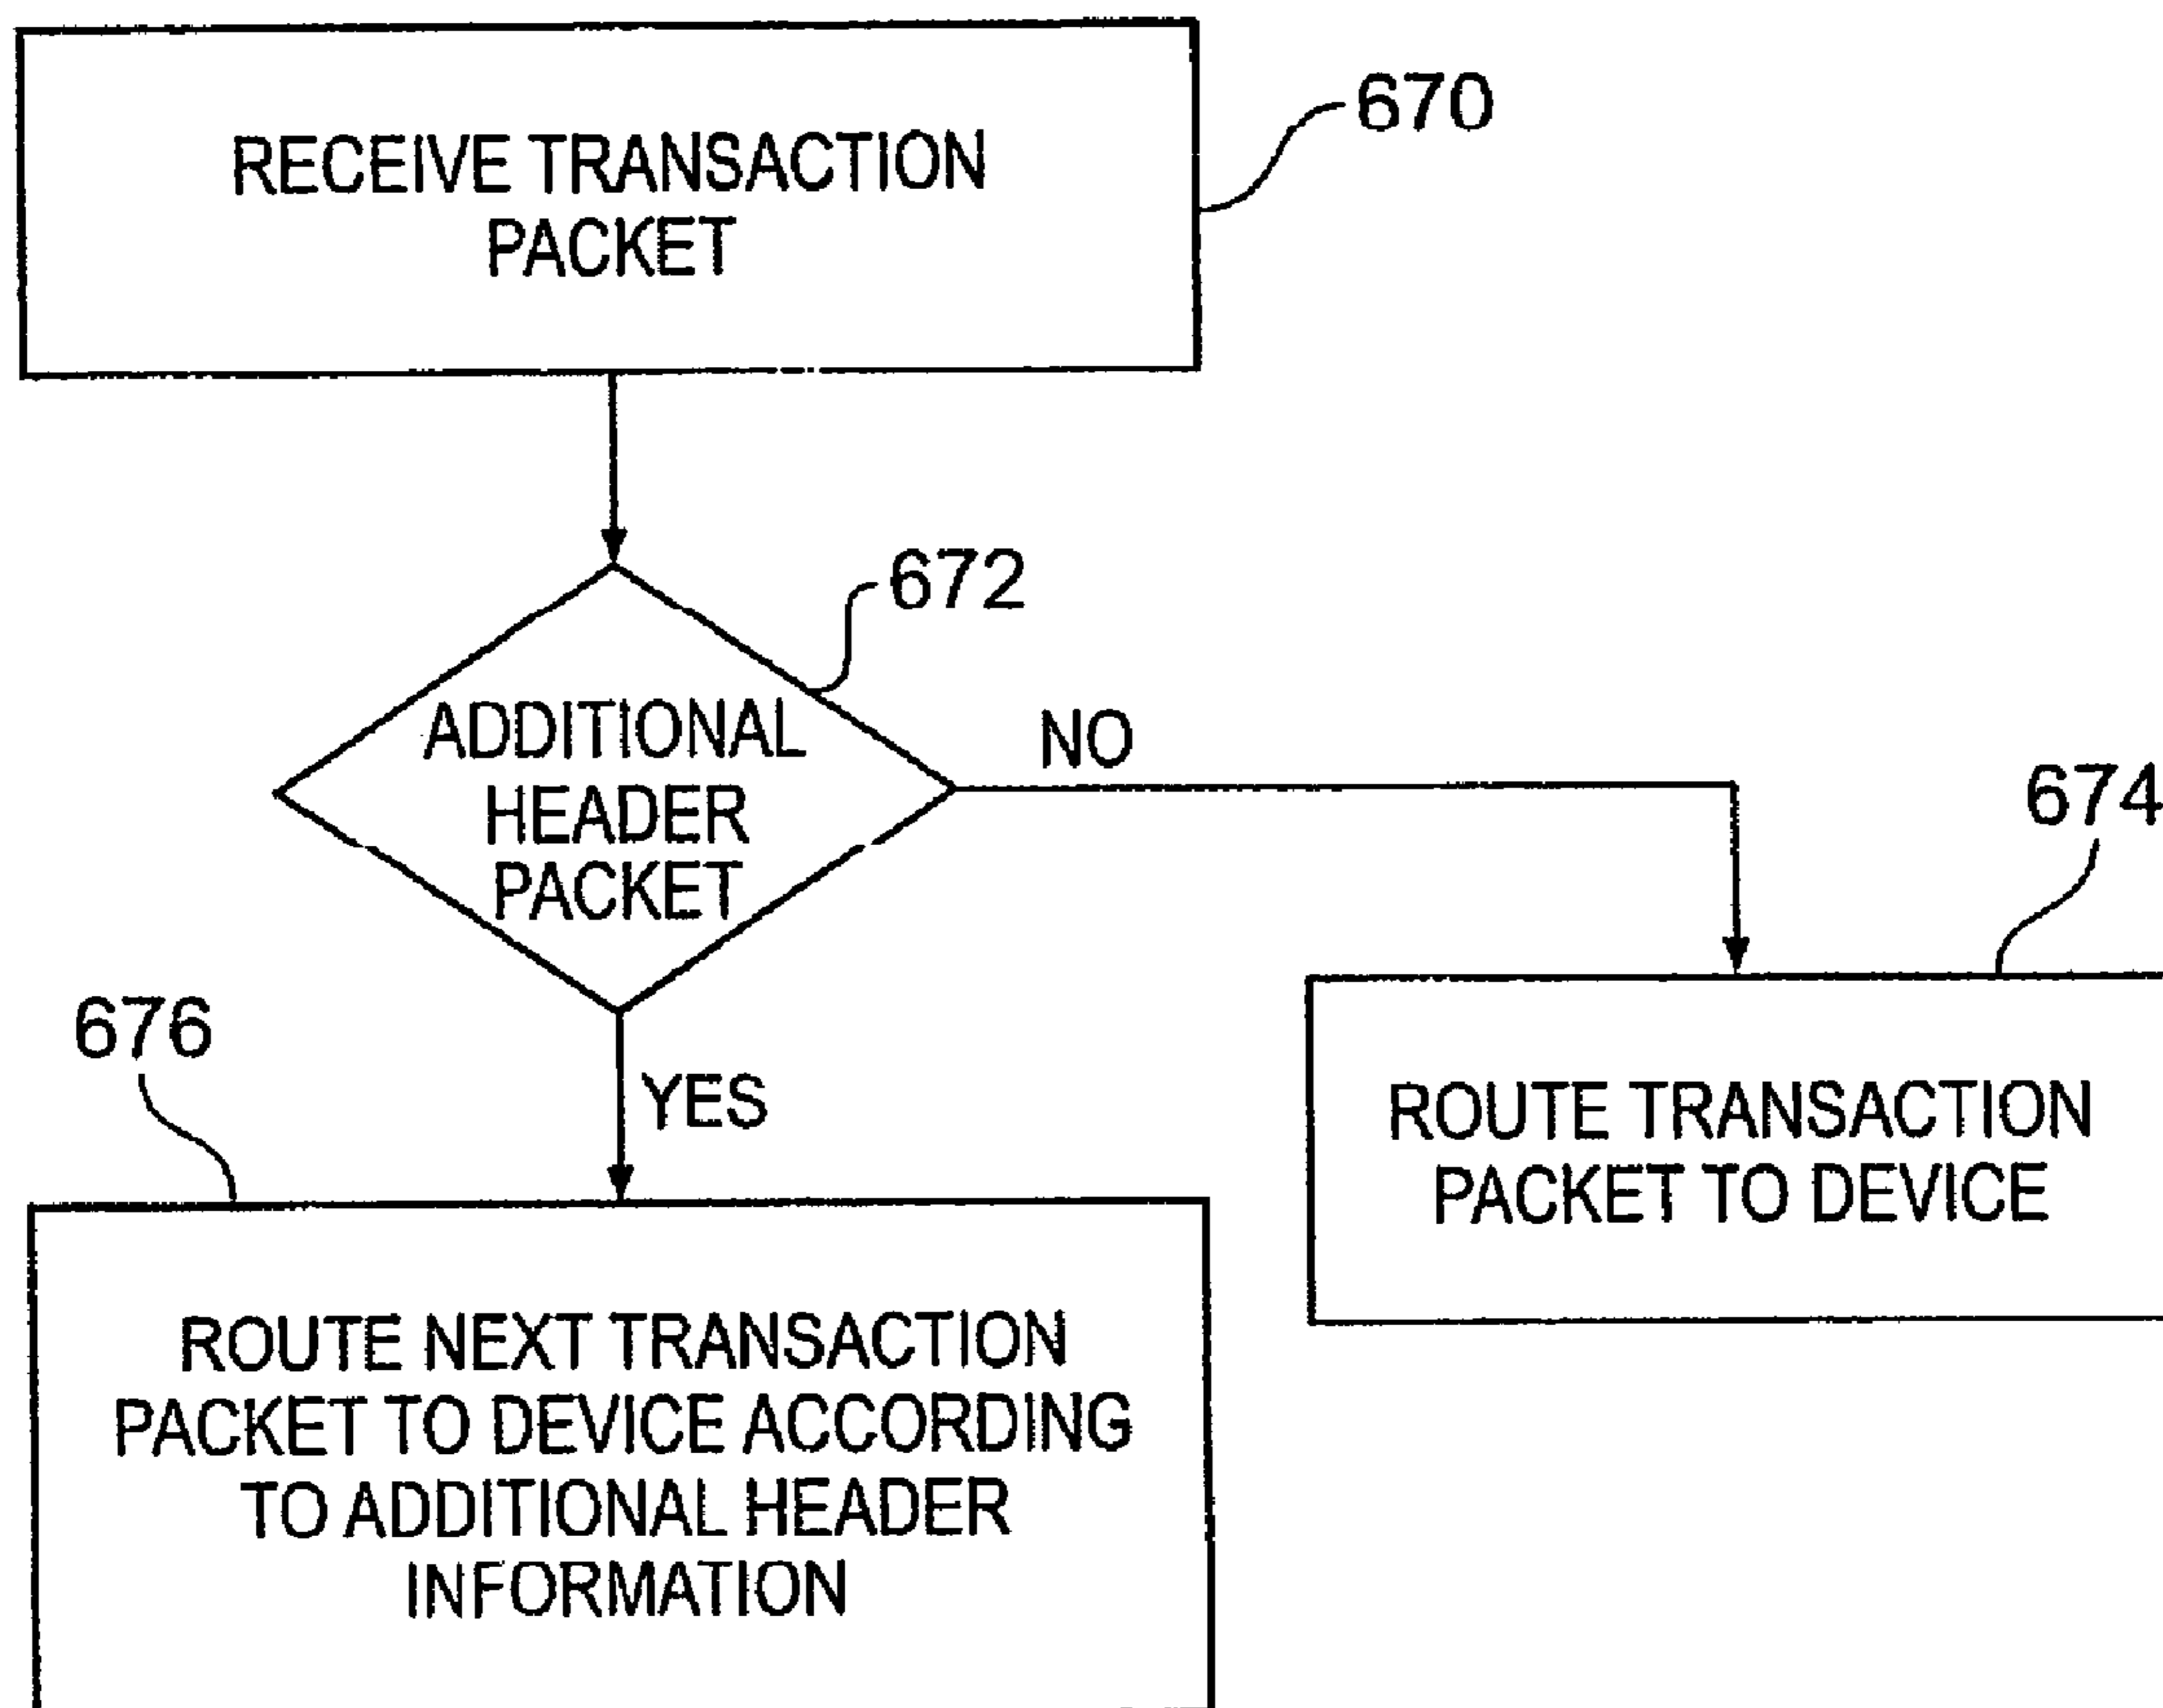 RECEIVE TRANSACTION
PACKET
670
672
ADDITIONAL
HEADER
PACKET
NO
674
676
YES
ROUTE TRANSACTION
PACKET TO DEVICE
ROUTE NEXT TRANSACTION
PACKET TO DEVICE ACCORDING
TO ADDITIONAL HEADER
INFORMATION